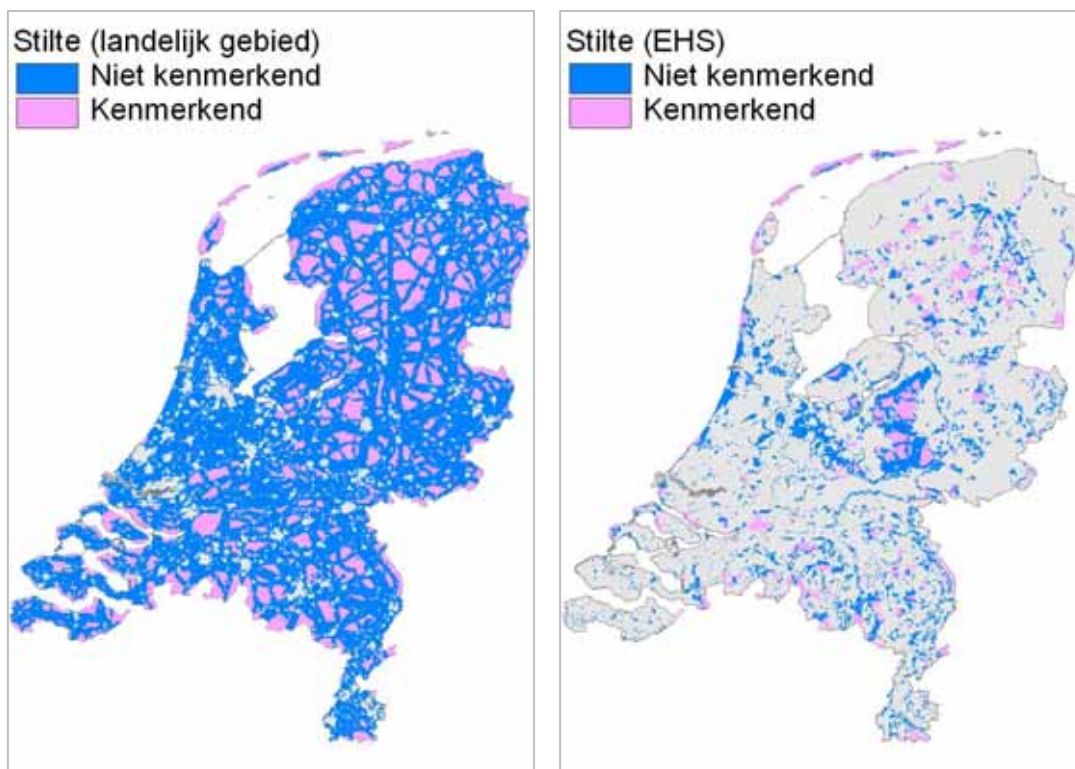 Stilte (landelijk gebied)
Niet kenmerkend
Kenmerkend
Stilte (EHS)
Niet kenmerkend
Kenmerkend